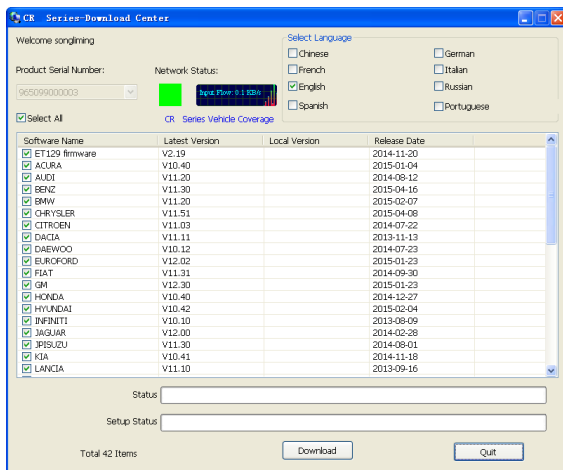 CR Series-Download Center
Welcome songliming
Select Language
Chinese German
French Italian
English Russian
Spanish Portuguese
Product Serial Number: Network Status:
965099000003 Input Flow: 0.1 KB/s
Select All CR Series Vehicle Coverage
Software Name Latest Version Local Version Release Date
ET129 firmware V2.19 2014-11-20
ACURA V10.40 2015-01-04
AUDI V11.20 2014-08-12
BENZ V11.30 2015-04-16
BMW V11.20 2015-02-07
CHRYSLER V11.51 2015-04-08
CITROEN V11.03 2014-07-22
DACIA V11.11 2013-11-13
DAEWOO V10.12 2014-07-23
EUROFORD V12.02 2015-01-23
FIAT V11.31 2014-09-30
GM V12.30 2015-01-23
HONDA V10.40 2014-12-27
HYUNDAI V10.42 2015-02-04
INFINITI V10.10 2013-08-09
JAGUAR V12.00 2014-02-28
JPISUZU V11.30 2014-08-01
KIA V10.41 2014-11-18
LANCIA V11.10 2013-09-16
Status
Setup Status
Total 42 Items Download Quit